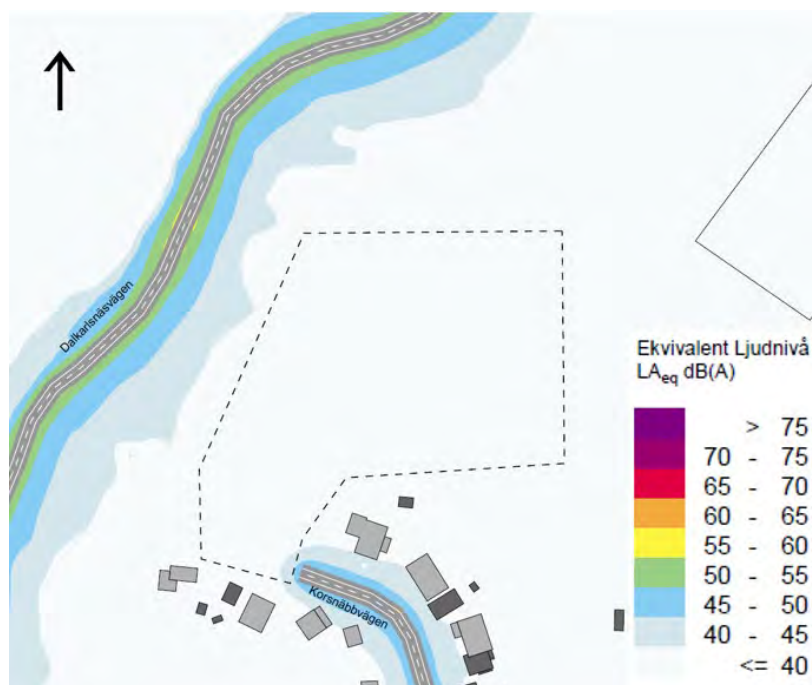 Dalkarlsnäsvägen
Ekvivalent Ljudnivå
LAeq dB(A)
> 75
70 - 75
65 - 70
60 - 65
55 - 60
50 - 55
45 - 50
40 - 45
<= 40
Korsnäbbvägen